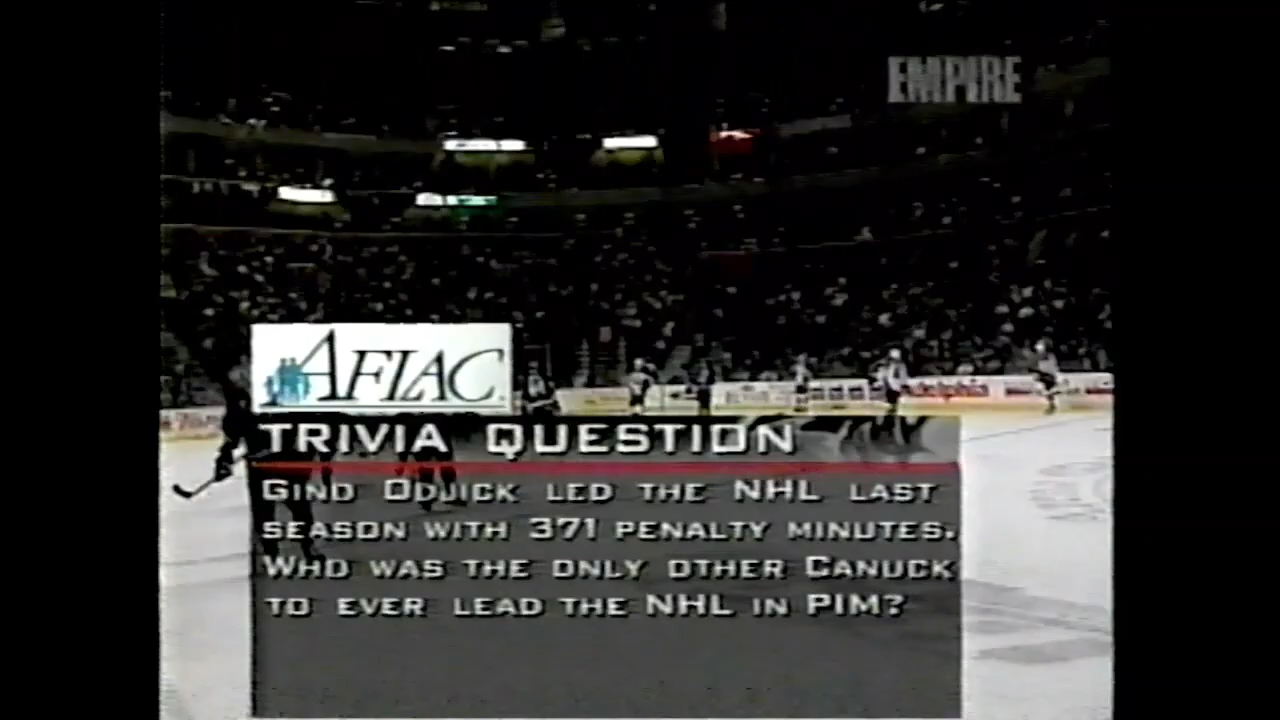 EMPIRE
AFLAC
TRIVIA QUESTION
GINO ODJICK LED THE NHL LAST
SEASON WITH 371 PENALTY MINUTES.
WHO WAS THE ONLY OTHER CANUCK
TO EVER LEAD THE NHL IN PIM?